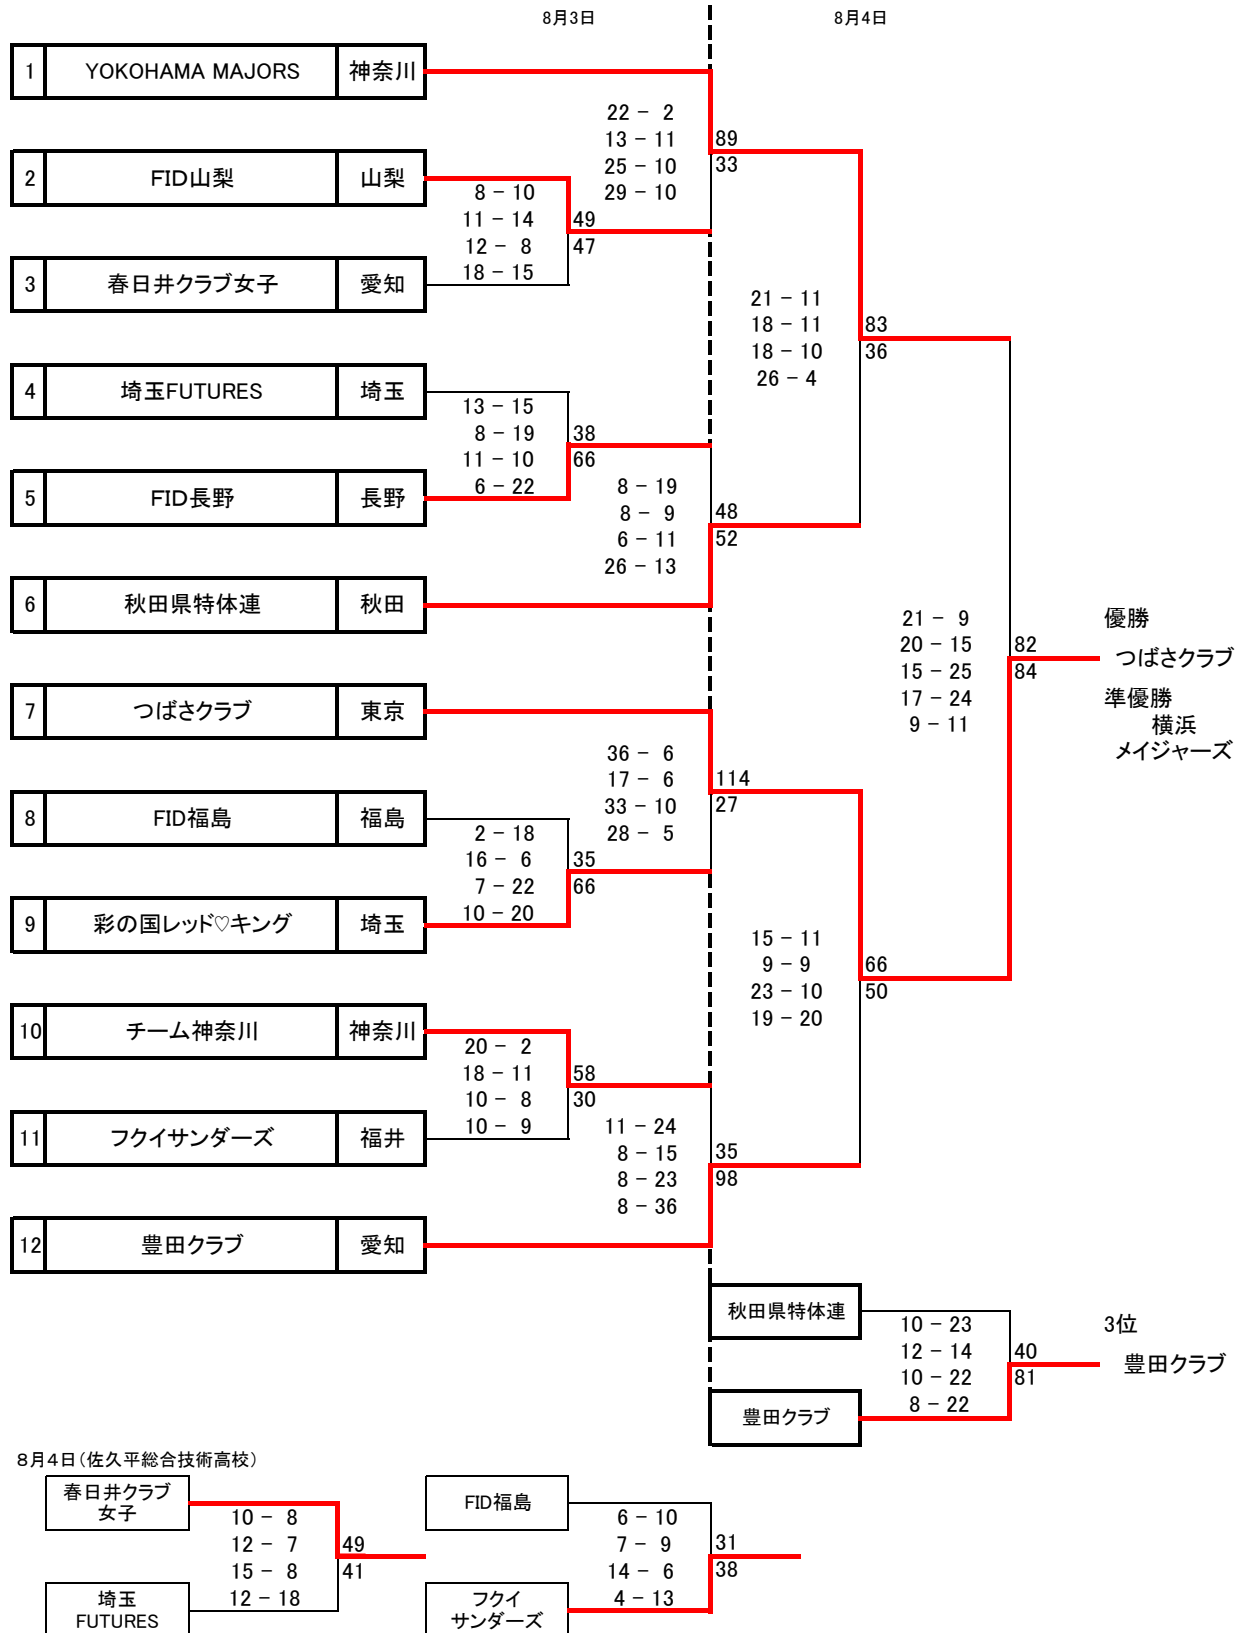 8月3日
8月4日
1 YOKOHAMA MAJORS 神奈川
22 － 2
13 － 11
25 － 10
29 － 10
89
33
2 FID山梨 山梨
8 － 10
11 － 14
12 － 8
18 － 15
49
47
3 春日井クラブ女子 愛知
21 － 11
18 － 11
18 － 10
26 － 4
83
36
4 埼玉FUTURES 埼玉
13 － 15
8 － 19
11 － 10
6 － 22
38
66
5 FID長野 長野
8 － 19
8 － 9
6 － 11
26 － 13
48
52
6 秋田県特体連 秋田
21 － 9
20 － 15
15 － 25
17 － 24
9 － 11
82
84
優勝
つばさクラブ
準優勝
横浜
メイジャーズ
7 つばさクラブ 東京
36 － 6
17 － 6
33 － 10
28 － 5
114
27
8 FID福島 福島
2 － 18
16 － 6
7 － 22
10 － 20
35
66
9 彩の国レッド♡キング 埼玉
15 － 11
9 － 9
23 － 10
19 － 20
66
50
10 チーム神奈川 神奈川
20 － 2
18 － 11
10 － 8
10 － 9
58
30
11 フクイサンダーズ 福井
11 － 24
8 － 15
8 － 23
8 － 36
35
98
12 豊田クラブ 愛知
秋田県特体連
10 － 23
12 － 14
10 － 22
8 － 22
40
81
3位
豊田クラブ
豊田クラブ
8月4日（佐久平総合技術高校）
春日井クラブ
女子
10 － 8
12 － 7
15 － 8
12 － 18
49
41
埼玉
FUTURES
FID福島
6 － 10
7 － 9
14 － 6
4 － 13
31
38
フクイ
サンダーズ